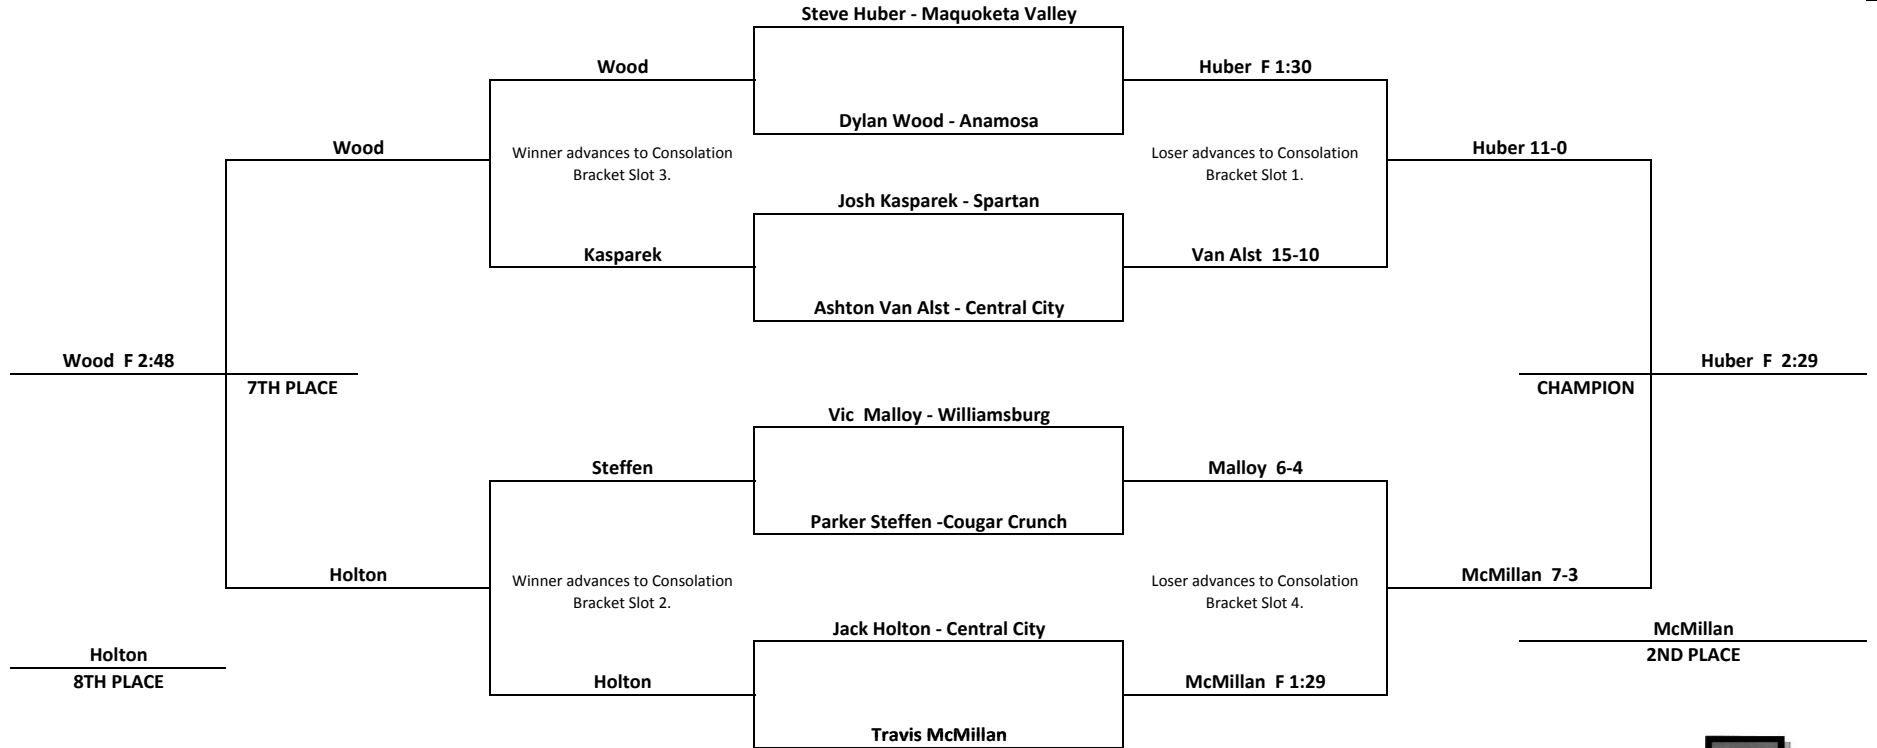 Steve Huber - Maquoketa Valley
Wood
Huber F 1:30
Dylan Wood - Anamosa
Wood
Winner advances to Consolation
Bracket Slot 3.
Loser advances to Consolation
Bracket Slot 1.
Huber 11-0
Josh Kasparek - Spartan
Kasparek
Van Alst 15-10
Ashton Van Alst - Central City
Wood F 2:48
7TH PLACE
CHAMPION
Huber F 2:29
Vic Malloy - Williamsburg
Steffen
Malloy 6-4
Parker Steffen -Cougar Crunch
Holton
Winner advances to Consolation
Bracket Slot 2.
Loser advances to Consolation
Bracket Slot 4.
McMillan 7-3
Jack Holton - Central City
Holton
8TH PLACE
McMillan
2ND PLACE
Holton
McMillan F 1:29
Travis McMillan